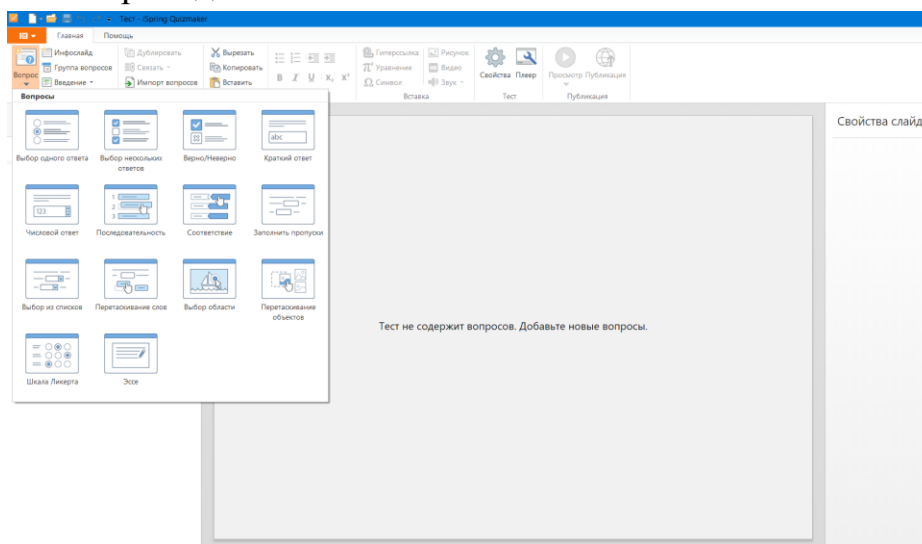 Тест - iSpring Quizmaker
Главная Помощь
Инфослайд Дублировать Вырезать Гиперссылка Рисунок
Вопрос Группа вопросов Связать Копировать Уравнение Видео Свойства Плеер Просмотр Публикация
Введение Импорт вопросов Вставить Символ Звук
Вставка Тест Публикация
Вопросы
Свойства слайд
Выбор одного ответа Выбор нескольких ответов Верно/Неверно Краткий ответ
Числовой ответ Последовательность Соответствие Заполнить пропуски
Выбор из списков Перетаскивание слов Выбор области Перетаскивание объектов
Тест не содержит вопросов. Добавьте новые вопросы.
Шкала Ликерта Эссе